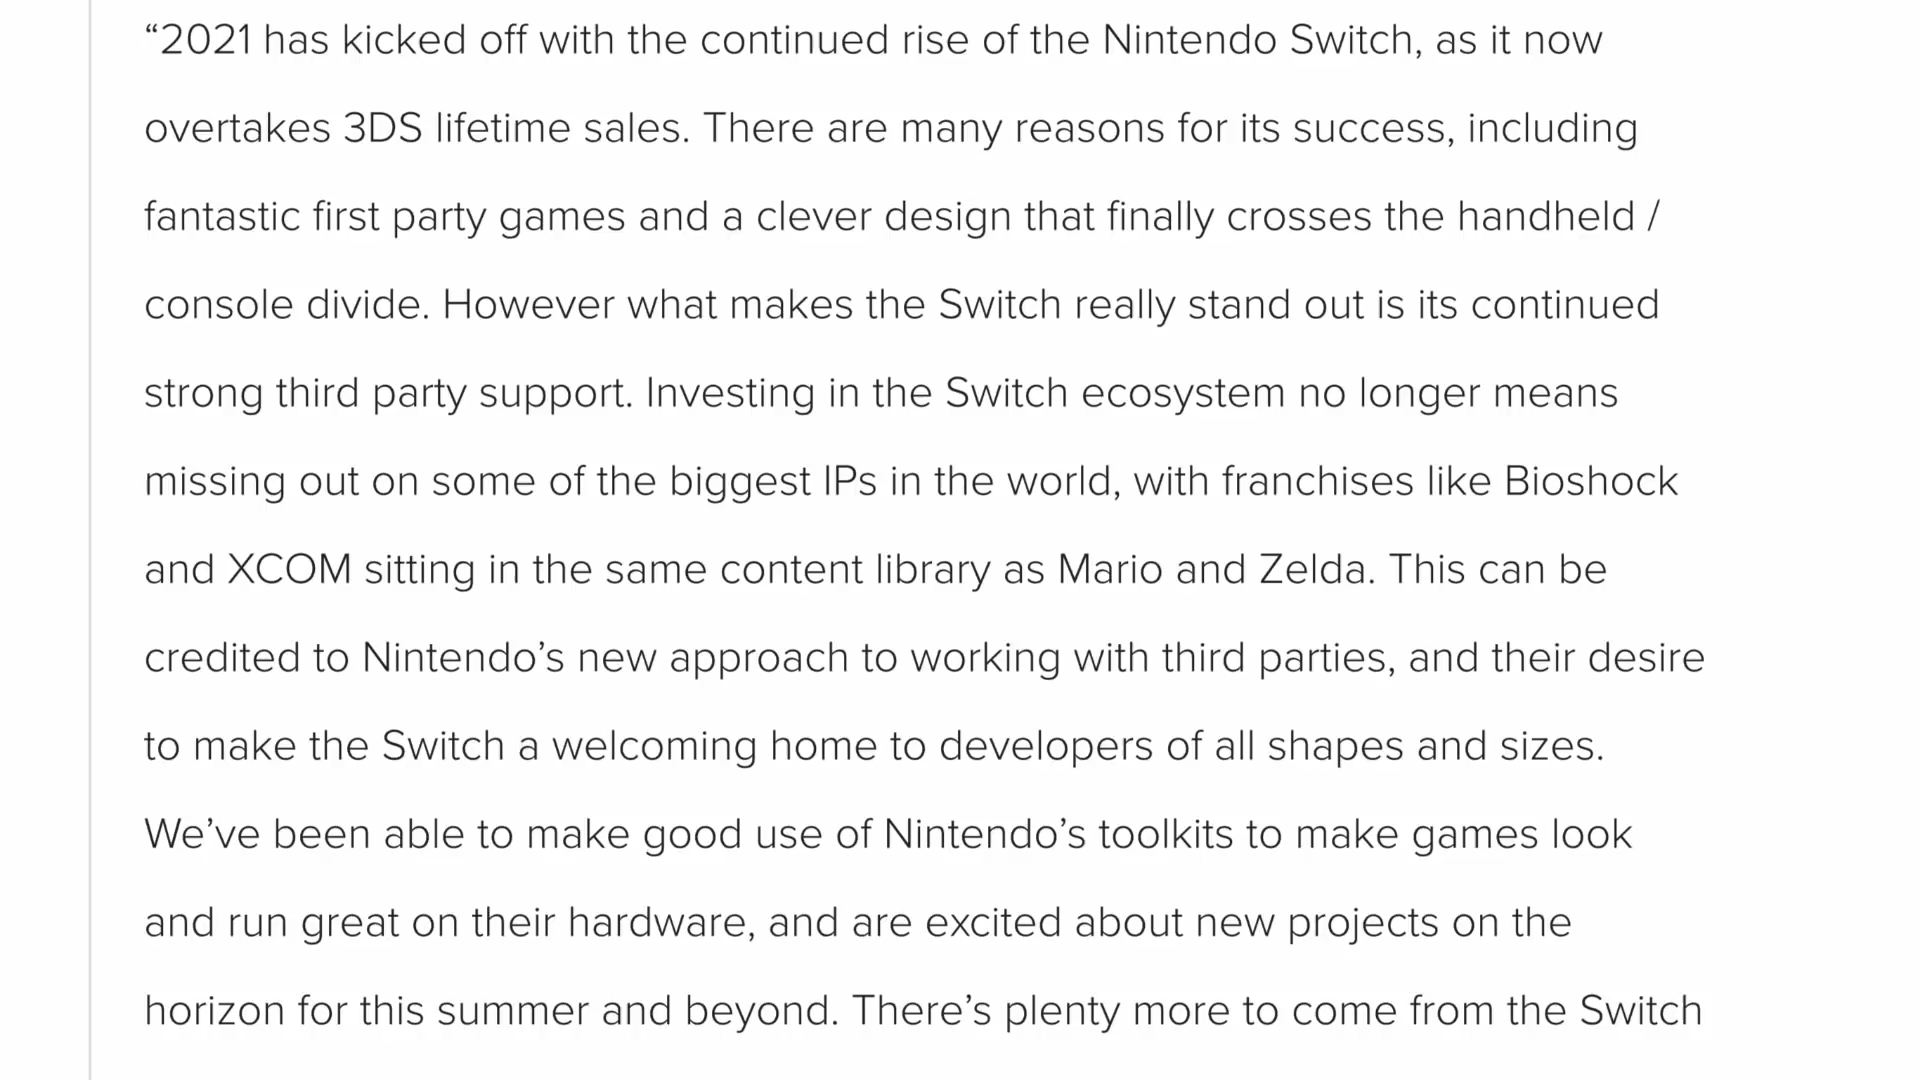 “2021 has kicked off with the continued rise of the Nintendo Switch, as it now
overtakes 3DS lifetime sales. There are many reasons for its success, including
fantastic first party games and a clever design that finally crosses the handheld /
console divide. However what makes the Switch really stand out is its continued
strong third party support. Investing in the Switch ecosystem no longer means
missing out on some of the biggest IPs in the world, with franchises like Bioshock
and XCOM sitting in the same content library as Mario and Zelda. This can be
credited to Nintendo’s new approach to working with third parties, and their desire
to make the Switch a welcoming home to developers of all shapes and sizes.
We’ve been able to make good use of Nintendo’s toolkits to make games look
and run great on their hardware, and are excited about new projects on the
horizon for this summer and beyond. There’s plenty more to come from the Switch